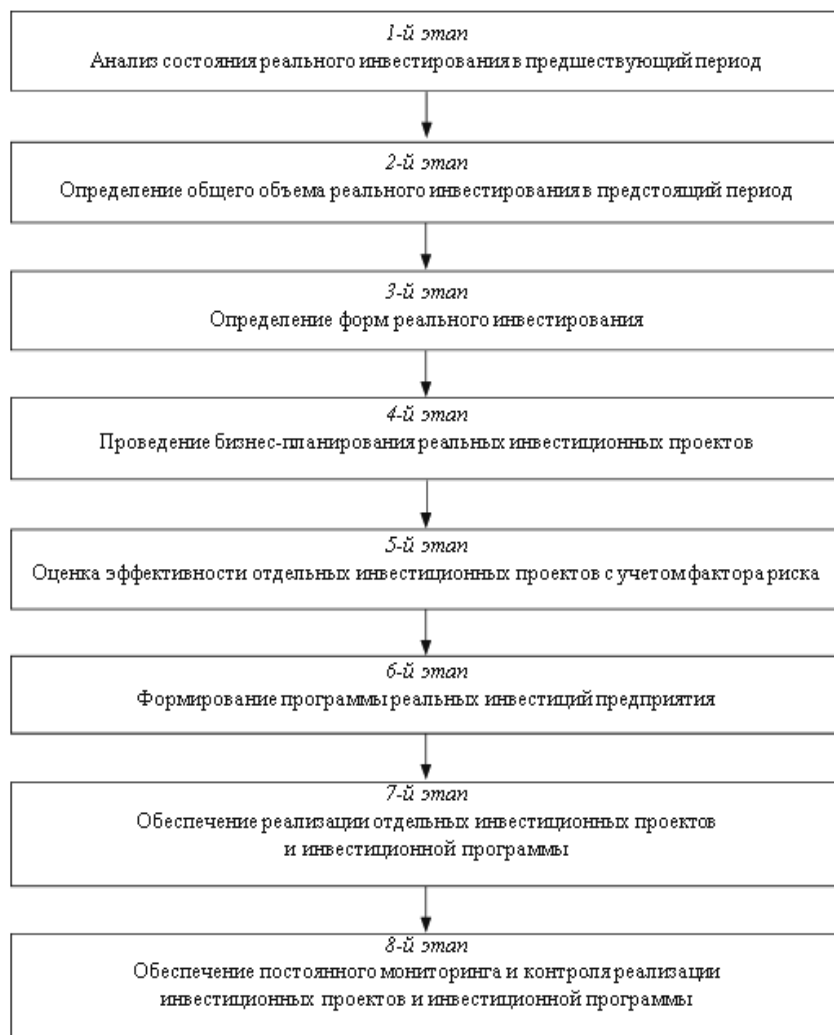 1-й этап
Анализ состояния реального инвестирования в предшествующий период
2-й этап
Определение общего объема реального инвестирования в предстоящий период
3-й этап
Определение форм реального инвестирования
4-й этап
Проведение бизнес-планирования реальных инвестиционных проектов
5-й этап
Оценка эффективности отдельных инвестиционных проектов с учетом фактора риска
6-й этап
Формирование программы реальных инвестиций предприятия
7-й этап
Обеспечение реализации отдельных инвестиционных проектов
и инвестиционной программы
8-й этап
Обеспечение постоянного мониторинга и контроля реализации
инвестиционных проектов и инвестиционной программы